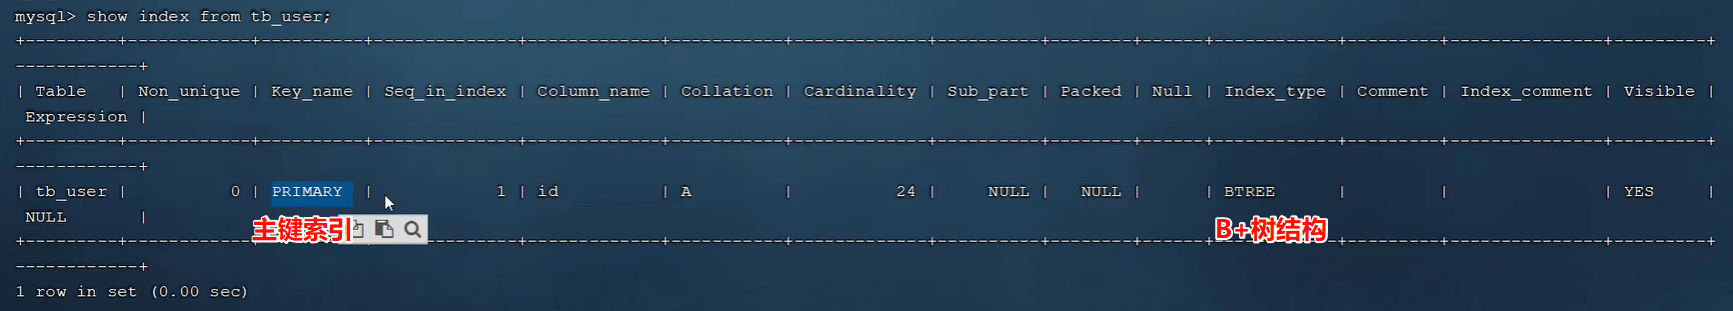 mysql> show index from tb_user;
+---------+------------+----------+--------------+-------------+-----------+-------------+----------+--------+------+------------+---------+---------------+---------+
------------+
| Table   | Non_unique | Key_name | Seq_in_index | Column_name | Collation | Cardinality | Sub_part | Packed | Null | Index_type | Comment | Index_comment | Visible |
Expression |
+---------+------------+----------+--------------+-------------+-----------+-------------+----------+--------+------+------------+---------+---------------+---------+
------------+
| tb_user |          0 | PRIMARY  |            1 | id          | A         |          24 |     NULL |   NULL |      | BTREE      |         |               | YES     |
NULL       |
主键索引 B+树结构
+---------+------------+----------+--------------+-------------+-----------+-------------+----------+--------+------+------------+---------+---------------+---------+
------------+
1 row in set (0.00 sec)